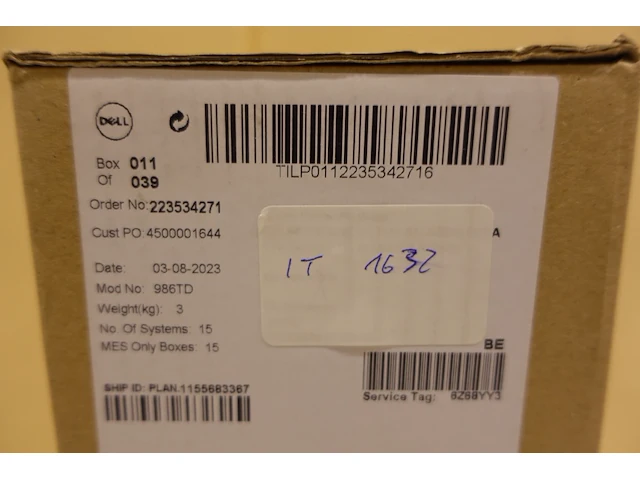 DELL
Box 011
Of 039
TILP0112235342716
Order No: 223534271
Cust PO: 4500001644
A
IT 1632
Date: 03-08-2023
Mod No: 986TD
Weight(kg): 3
No. Of Systems: 15
MES Only Boxes: 15
BE
SHIP ID: PLAN.1155683367
Service Tag: 6Z68YY3